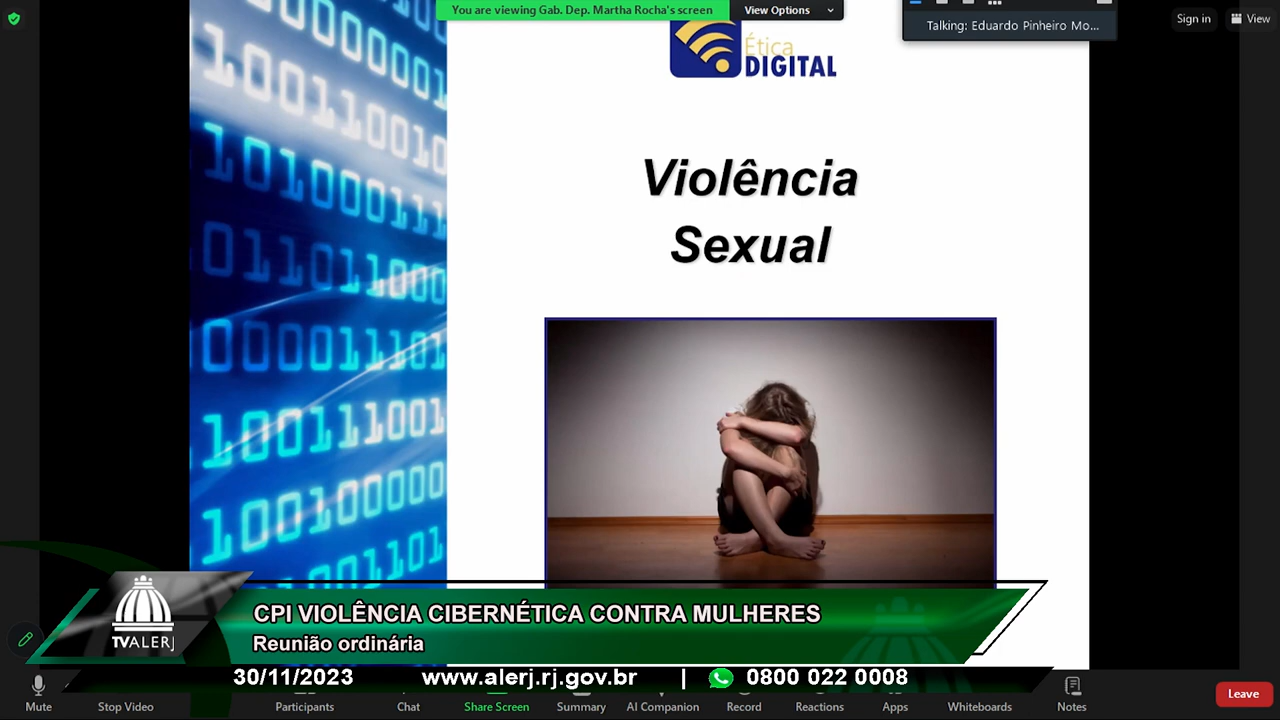 You are viewing Gab. Dep. Martha Rocha's screen
View Options
Talking: Eduardo Pinheiro Mo...
Sign in
View
Ética
DIGITAL
Violência
Sexual
CPI VIOLÊNCIA CIBERNÉTICA CONTRA MULHERES
Reunião ordinária
TVALERJ
30/11/2023 www.alerj.rj.gov.br | 0800 022 0008
Mute
Stop Video
Participants
Chat
Share Screen
Summary
AI Companion
Record
Reactions
Apps
Whiteboards
Notes
Leave